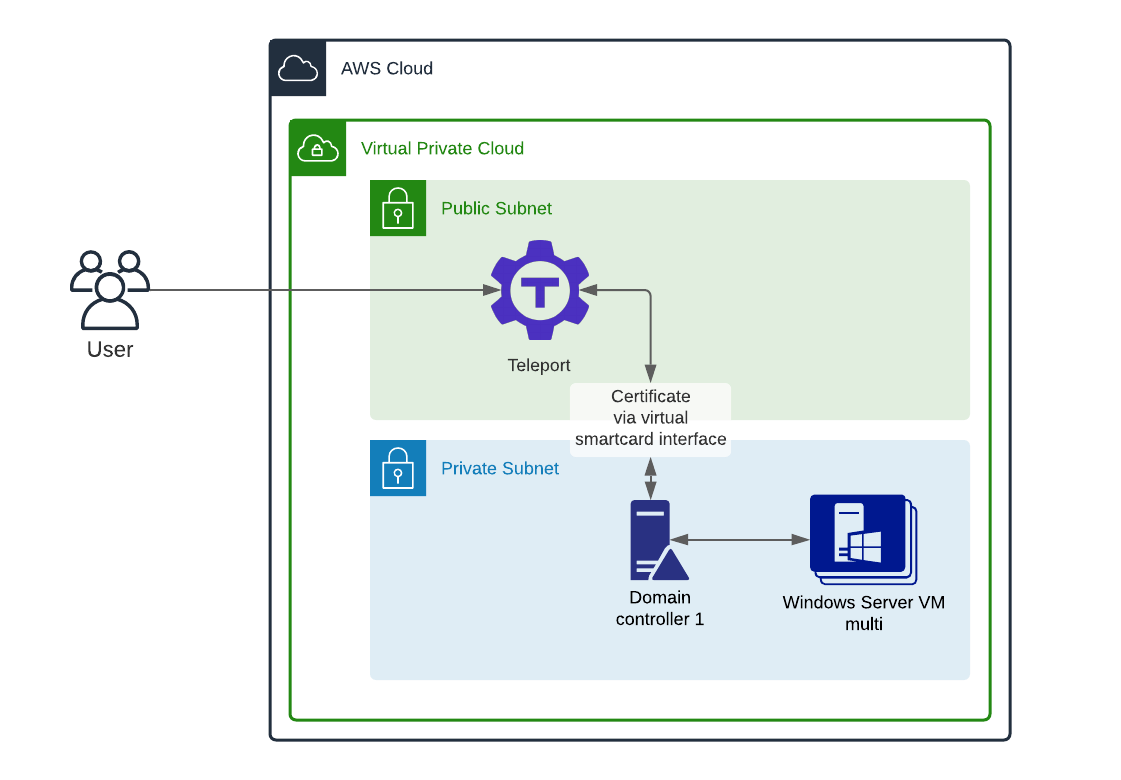 AWS Cloud
Virtual Private Cloud
Public Subnet
T
User
Teleport
Certificate
via virtual
smartcard interface
Private Subnet
Domain
controller 1
Windows Server VM
multi